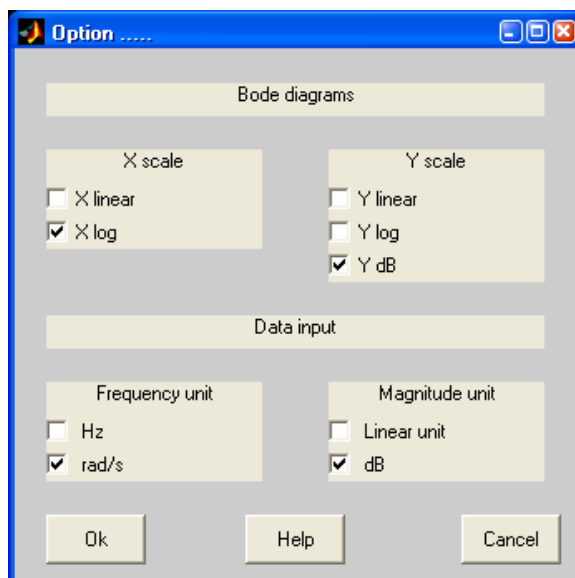 Option .....
Bode diagrams
X scale
X linear
X log
Y scale
Y linear
Y log
Y dB
Data input
Frequency unit
Hz
rad/s
Magnitude unit
Linear unit
dB
Ok
Help
Cancel